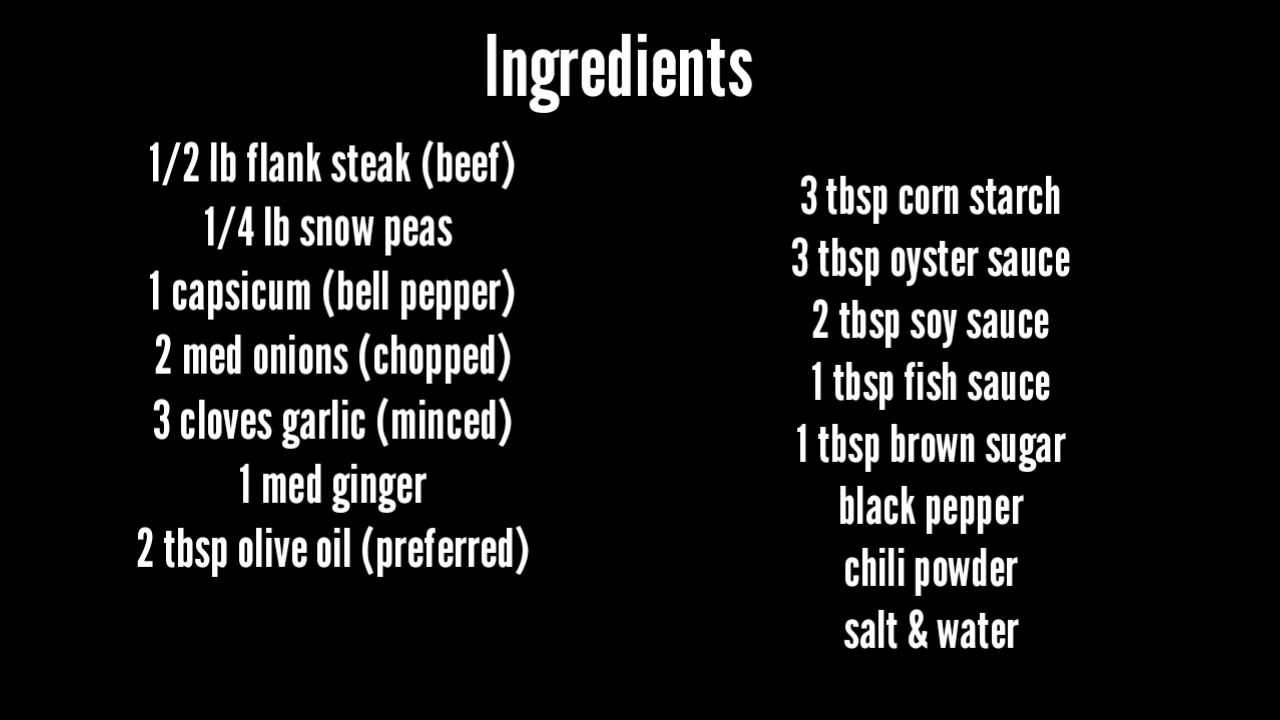 Ingredients
1/2 lb flank steak (beef)
1/4 lb snow peas
1 capsicum (bell pepper)
2 med onions (chopped)
3 cloves garlic (minced)
1 med ginger
2 tbsp olive oil (preferred)
3 tbsp corn starch
3 tbsp oyster sauce
2 tbsp soy sauce
1 tbsp fish sauce
1 tbsp brown sugar
black pepper
chili powder
salt & water